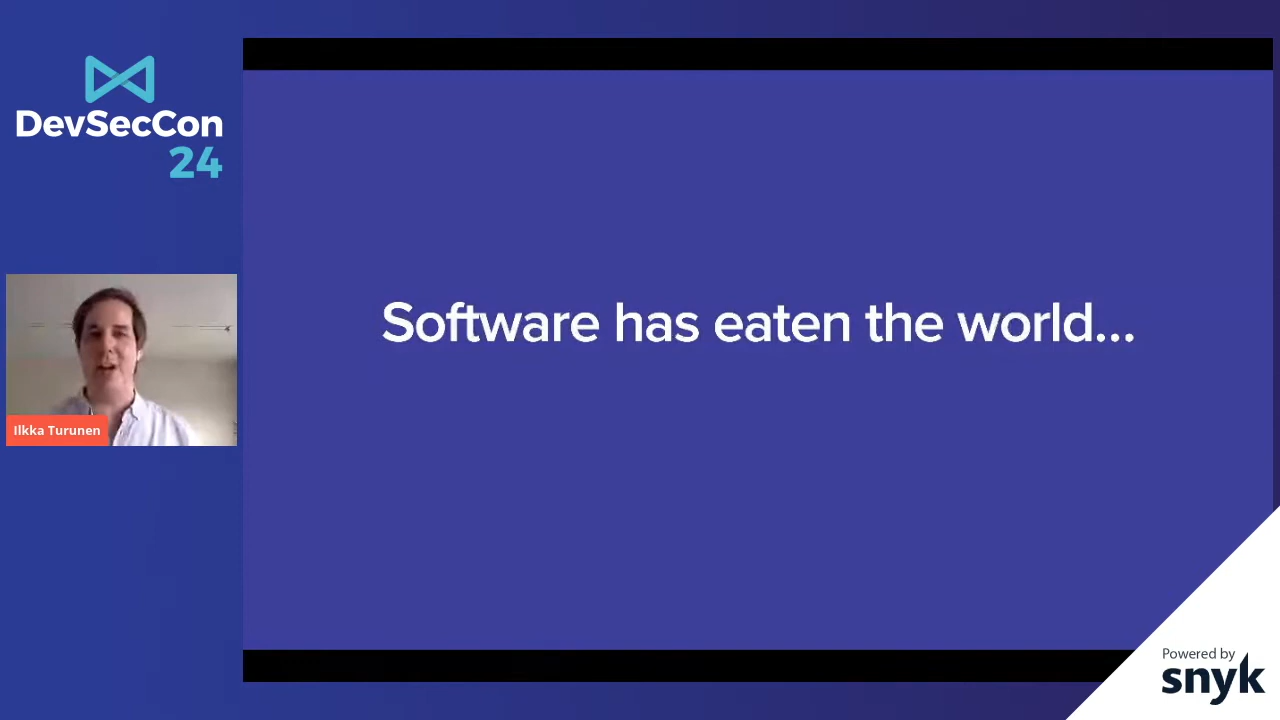 DevSecCon
24
Software has eaten the world...
Ilkka Turunen
Powered by
snyk